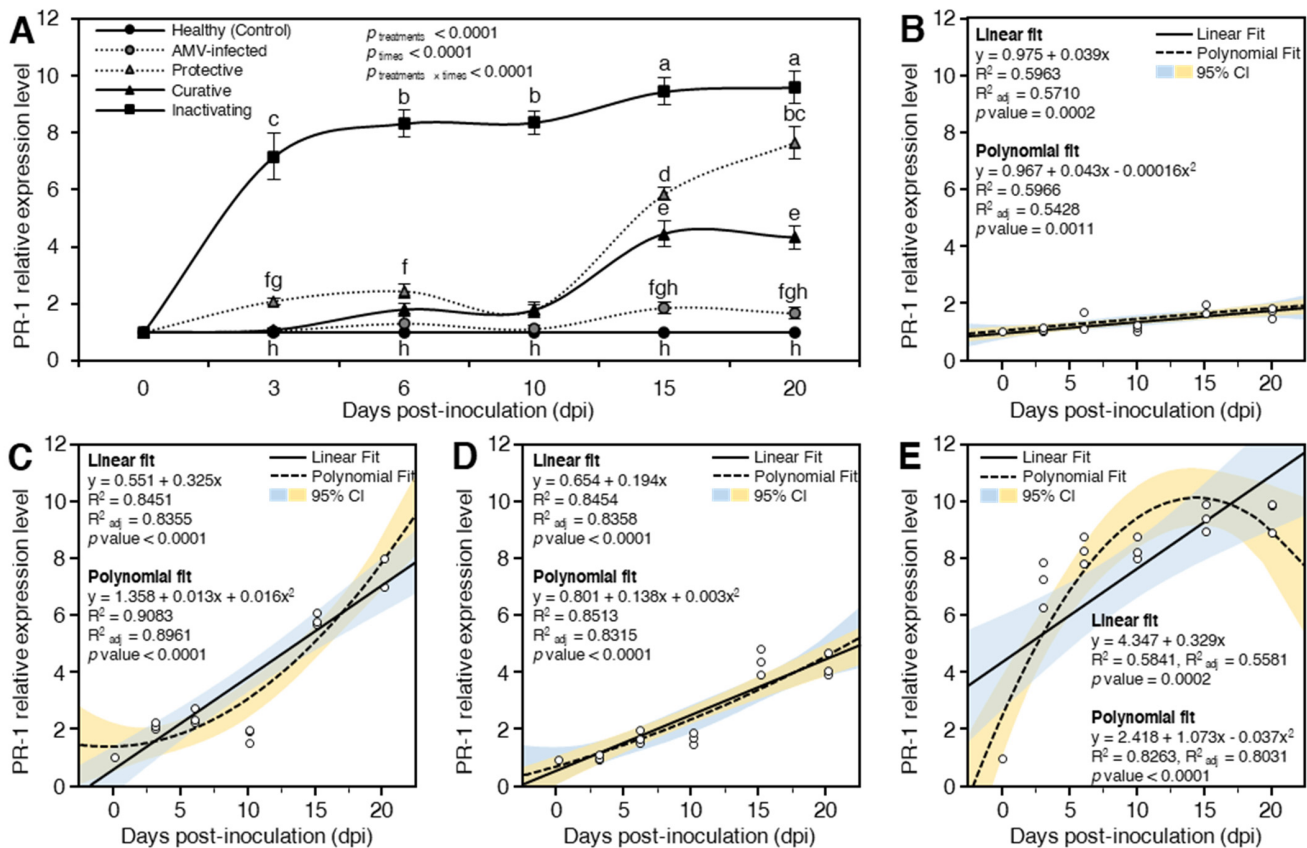 A
Healthy (Control)
AMV-infected
Protective
Curative
Inactivating
p treatments < 0.0001
p times < 0.0001
p treatments x times < 0.0001
PR-1 relative expression level
12
10
8
6
4
2
0
c
b
b
a
a
bc
d
e
e
fg
f
fgh
fgh
h
h
h
h
h
0
3
6
10
15
20
Days post-inoculation (dpi)
B
Linear fit
y = 0.975 + 0.039x
R2 = 0.5963
R2 adj = 0.5710
p value = 0.0002
Polynomial fit
y = 0.967 + 0.043x - 0.00016x2
R2 = 0.5966
R2 adj = 0.5428
p value = 0.0011
Linear Fit
Polynomial Fit
95% CI
PR-1 relative expression level
12
10
8
6
4
2
0
0
5
10
15
20
Days post-inoculation (dpi)
C
Linear fit
y = 0.551 + 0.325x
R2 = 0.8451
R2 adj = 0.8355
p value < 0.0001
Polynomial fit
y = 1.358 + 0.013x + 0.016x2
R2 = 0.9083
R2 adj = 0.8961
p value < 0.0001
Linear Fit
Polynomial Fit
95% CI
PR-1 relative expression level
12
10
8
6
4
2
0
0
5
10
15
20
Days post-inoculation (dpi)
D
Linear fit
y = 0.654 + 0.194x
R2 = 0.8454
R2 adj = 0.8358
p value < 0.0001
Polynomial fit
y = 0.801 + 0.138x + 0.003x2
R2 = 0.8513
R2 adj = 0.8315
p value < 0.0001
Linear Fit
Polynomial Fit
95% CI
PR-1 relative expression level
12
10
8
6
4
2
0
0
5
10
15
20
Days post-inoculation (dpi)
E
Linear Fit
Polynomial Fit
95% CI
Linear fit
y = 4.347 + 0.329x
R2 = 0.5841, R2 adj = 0.5581
p value = 0.0002
Polynomial fit
y = 2.418 + 1.073x - 0.037x2
R2 = 0.8263, R2 adj = 0.8031
p value < 0.0001
PR-1 relative expression level
12
10
8
6
4
2
0
0
5
10
15
20
Days post-inoculation (dpi)